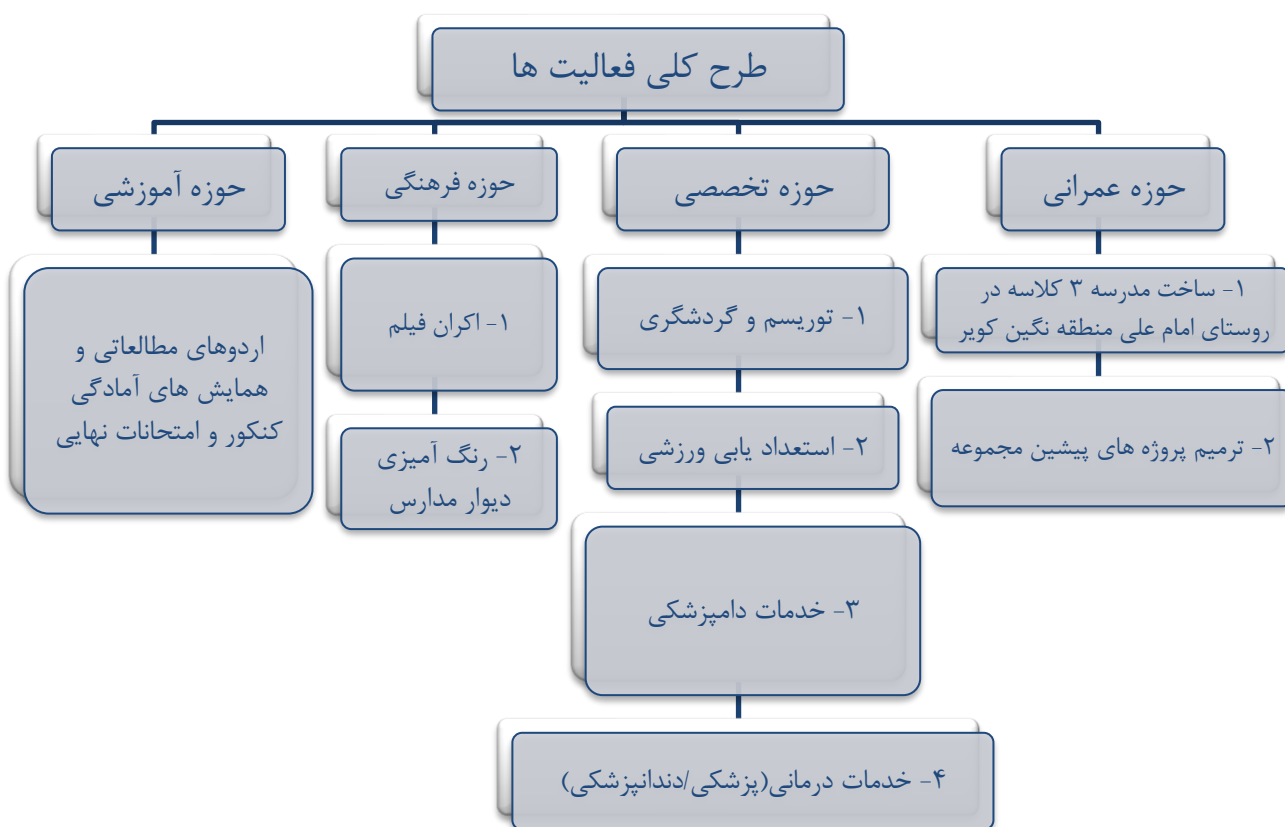 طرح کلی فعالیت ها
حوزه عمرانی
۱- ساخت مدرسه ۳ کلاسه در
روستای امام علی منطقه نگین کویر
۲- ترمیم پروژه های پیشین مجموعه
حوزه تخصصی
۱- توریسم و گردشگری
۲- استعداد یابی ورزشی
۳- خدمات دامپزشکی
۴- خدمات درمانی(پزشکی/دندانپزشکی)
حوزه فرهنگی
۱- اکران فیلم
۲- رنگ آمیزی
دیوار مدارس
حوزه آموزشی
اردوهای مطالعاتی و
همایش های آمادگی
کنکور و امتحانات نهایی